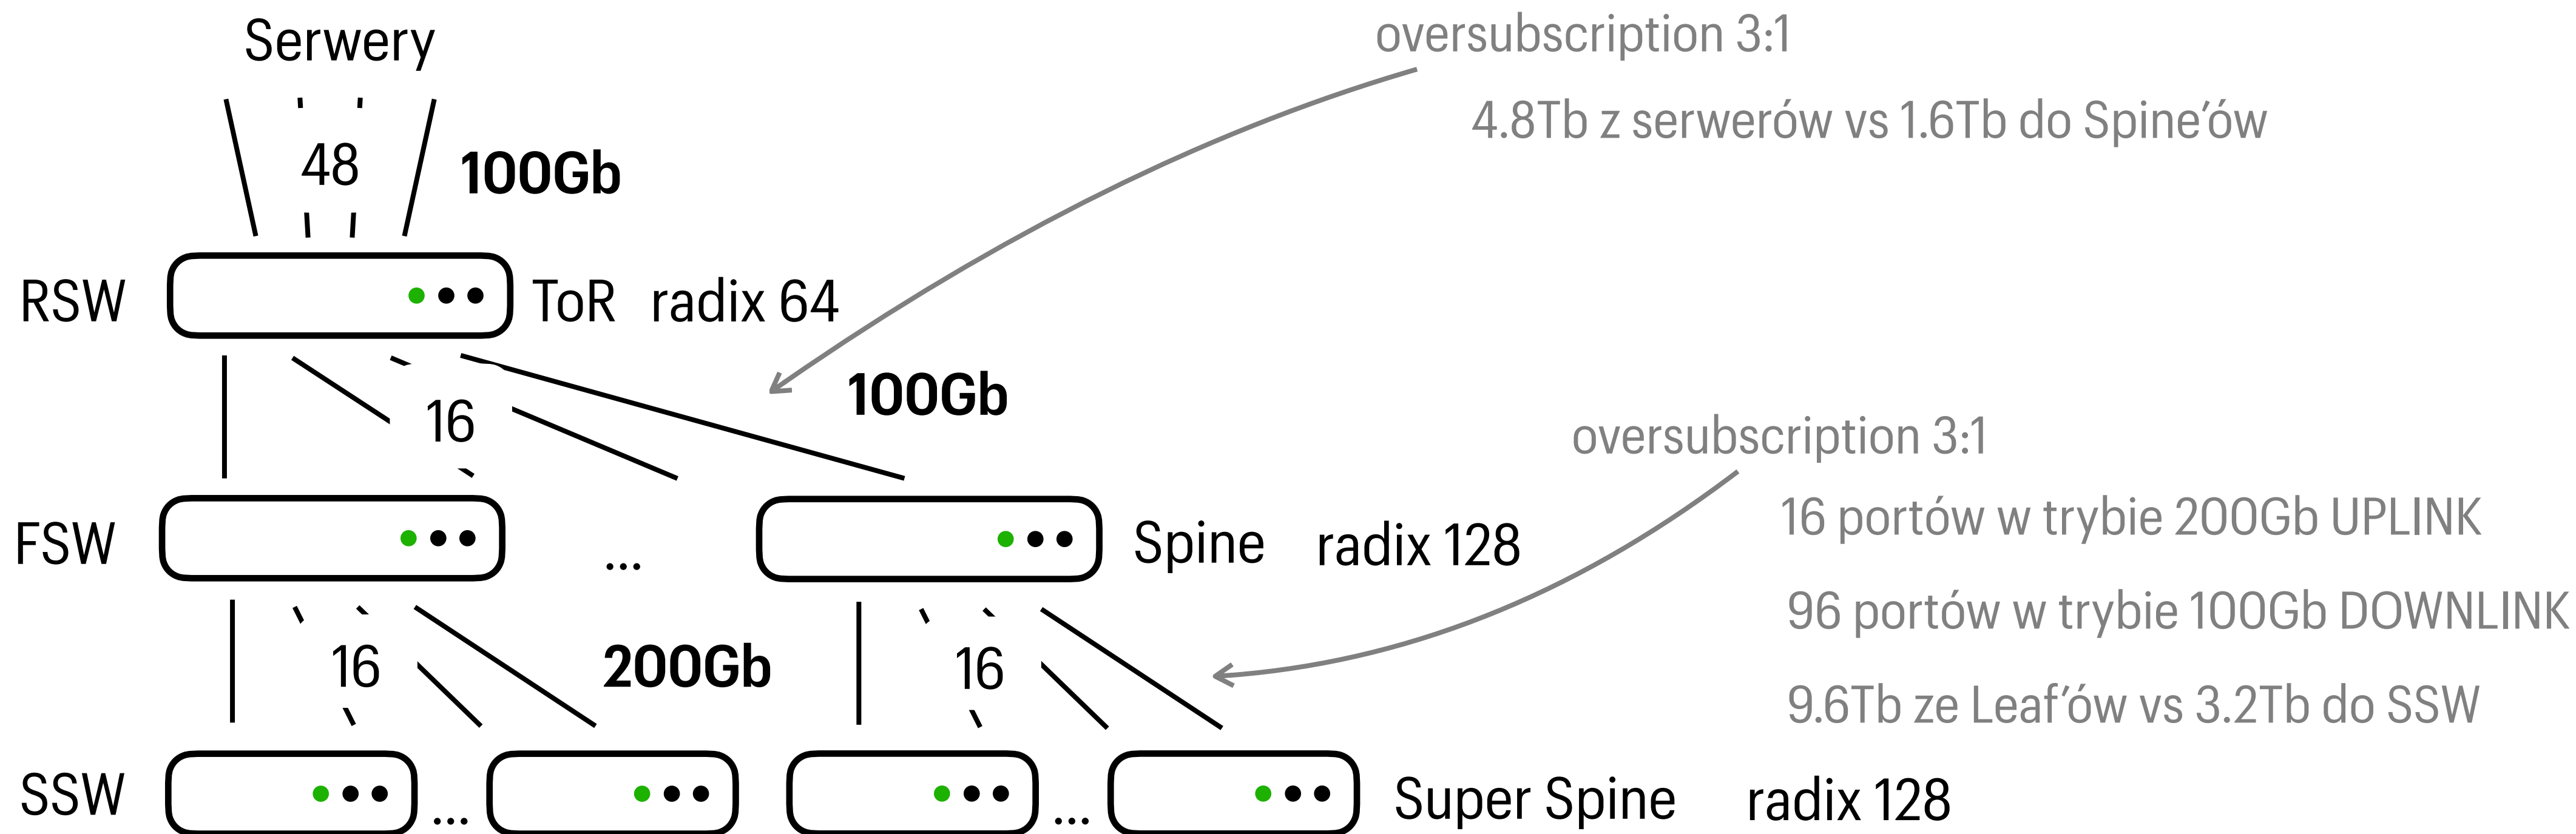 Serwery
oversubscription 3:1
4.8Tb z serwerów vs 1.6Tb do Spine'ów
48
100Gb
RSW
ToR radix 64
16
100Gb
oversubscription 3:1
16 portów w trybie 200Gb UPLINK
FSW
...
Spine radix 128
96 portów w trybie 100Gb DOWNLINK
16
200Gb
16
9.6Tb ze Leaf'ów vs 3.2Tb do SSW
SSW
...
...
Super Spine radix 128